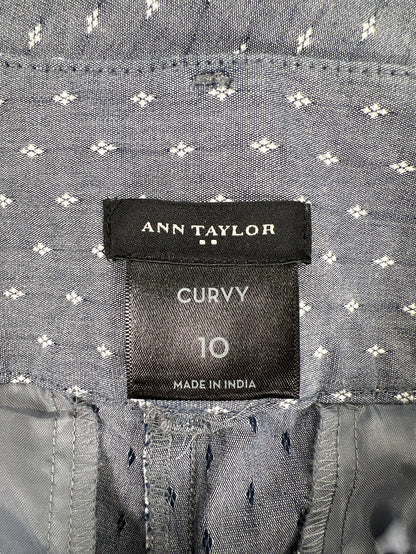 ANN TAYLOR
CURVY
10
MADE IN INDIA